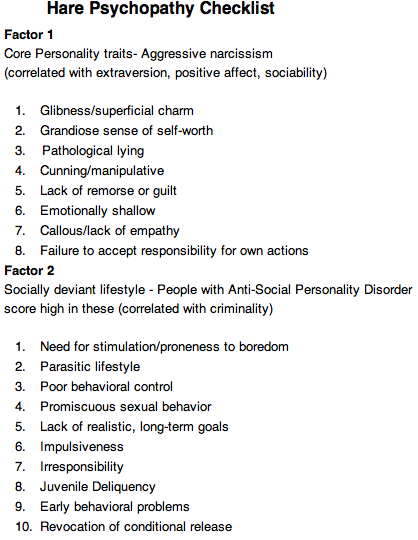 Hare Psychopathy Checklist
Factor 1
Core Personality traits- Aggressive narcissism
(correlated with extraversion, positive affect, sociability)
1. Glibness/superficial charm
2. Grandiose sense of self-worth
3. Pathological lying
4. Cunning/manipulative
5. Lack of remorse or guilt
6. Emotionally shallow
7. Callous/lack of empathy
8. Failure to accept responsibility for own actions
Factor 2
Socially deviant lifestyle - People with Anti-Social Personality Disorder
score high in these (correlated with criminality)
1. Need for stimulation/proneness to boredom
2. Parasitic lifestyle
3. Poor behavioral control
4. Promiscuous sexual behavior
5. Lack of realistic, long-term goals
6. Impulsiveness
7. Irresponsibility
8. Juvenile Deliquency
9. Early behavioral problems
10. Revocation of conditional release